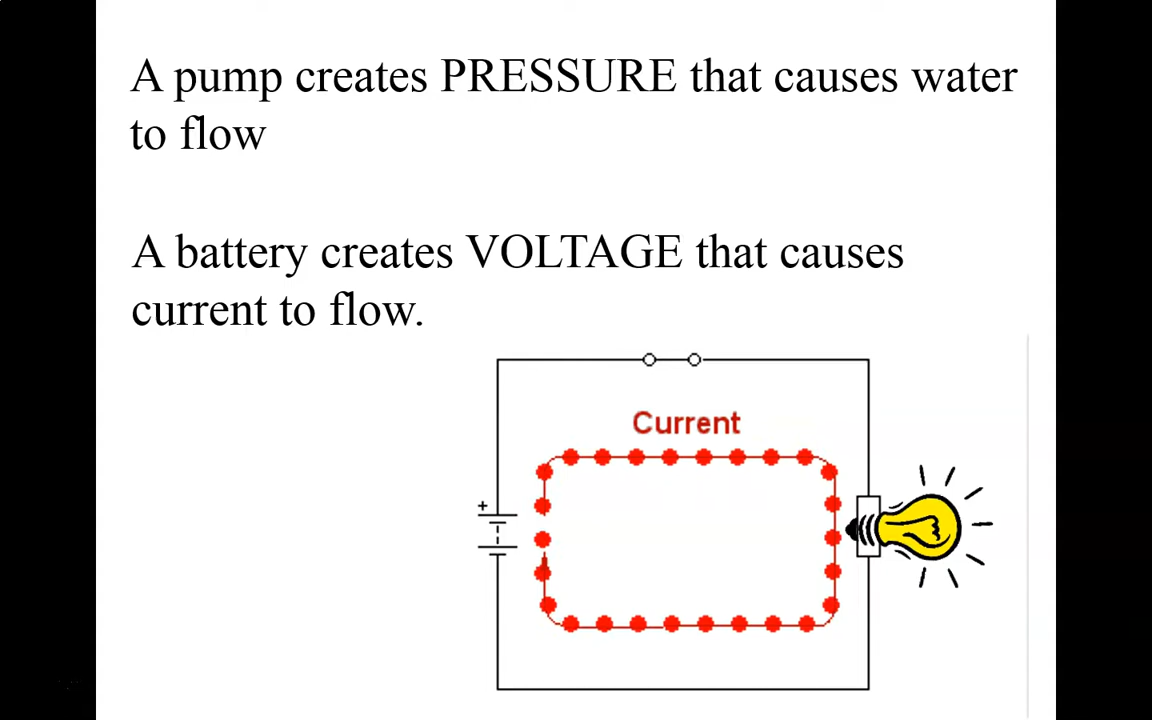 A pump creates PRESSURE that causes water
to flow
A battery creates VOLTAGE that causes
current to flow.
Current
+